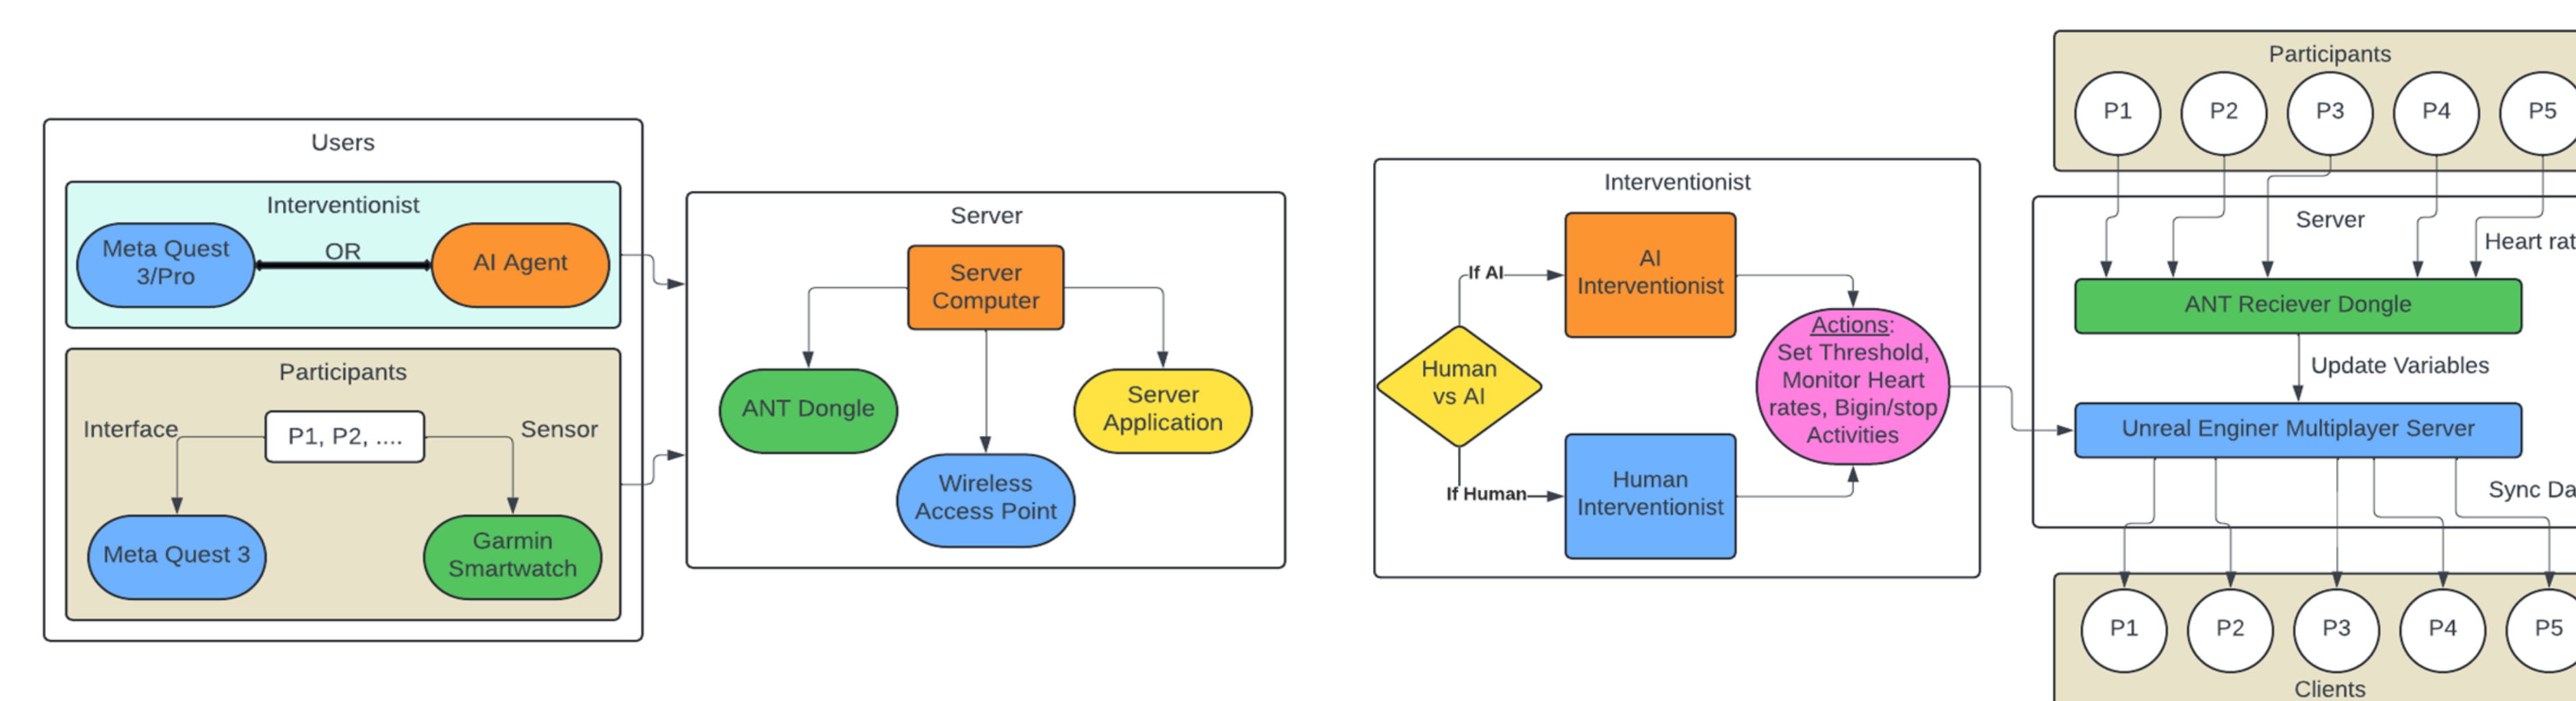 Users
Interventionist
Meta Quest
3/Pro
OR
AI Agent
Participants
Interface
P1, P2, ....
Sensor
Meta Quest 3
Garmin
Smartwatch
Server
Server
Computer
ANT Dongle
Wireless
Access Point
Server
Application
Interventionist
Human
vs AI
If AI
AI
Interventionist
If Human
Human
Interventionist
Actions:
Set Threshold,
Monitor Heart
rates, Bigin/stop
Activities
Participants
P1
P2
P3
P4
P5
Server
Heart rat
ANT Reciever Dongle
Update Variables
Unreal Enginer Multiplayer Server
Sync Da
P1
P2
P3
P4
P5
Clients